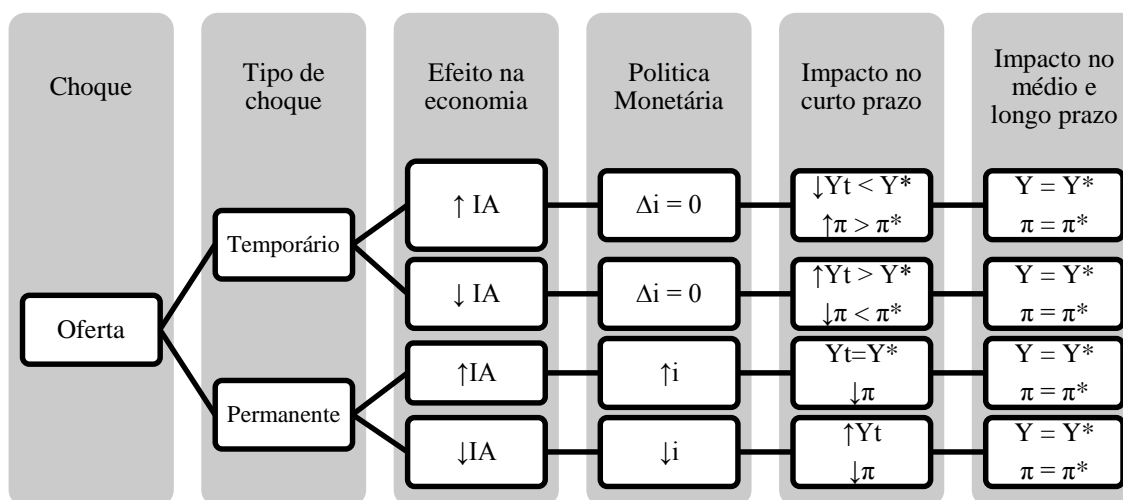 Choque
Tipo de
choque
Efeito na
economia
Politica
Monetária
Impacto no
curto prazo
Impacto no
médio e
longo prazo
Oferta
Temporário
↑ IA
Δi = 0
↓Yt < Y*
↑π > π*
Y = Y*
π = π*
↓ IA
Δi = 0
↑Yt > Y*
↓π < π*
Y = Y*
π = π*
Permanente
↑IA
↑i
Yt=Y*
↓π
Y = Y*
π = π*
↓IA
↓i
↑Yt
↓π
Y = Y*
π = π*